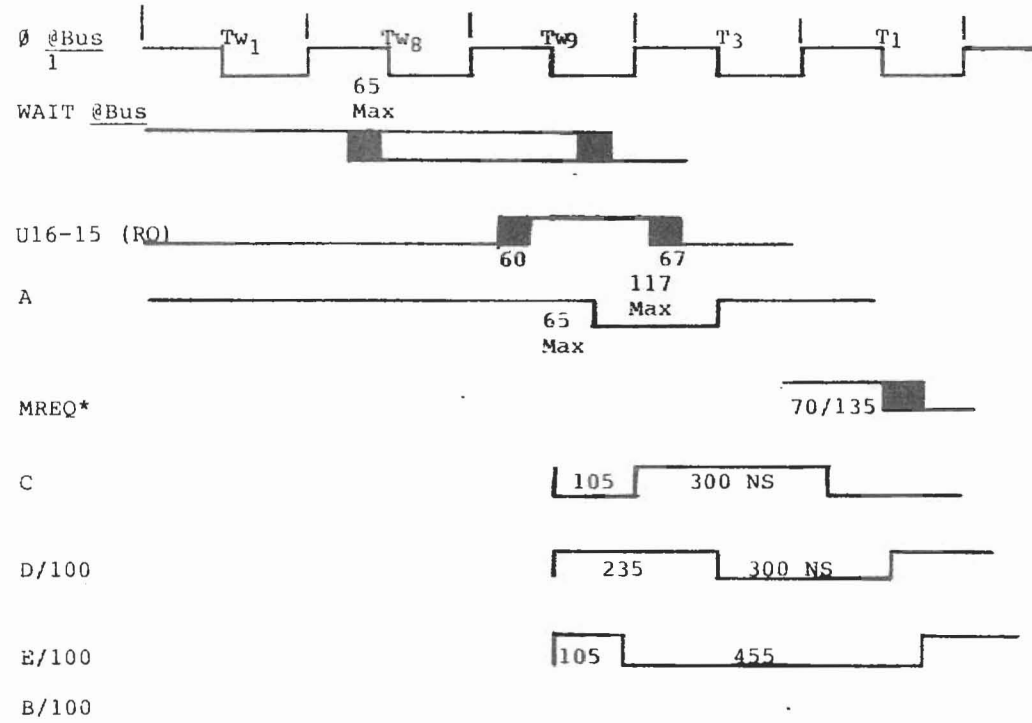 Ø @Bus Tw1 Tw8 Tw9 T3 T1
1
65
Max
WAIT @Bus
U16-15 (RO)
60 67
A
117
Max
65
Max
MREQ* 70/135
C 105 300 NS
D/100 235 300 NS
E/100 105 455
B/100